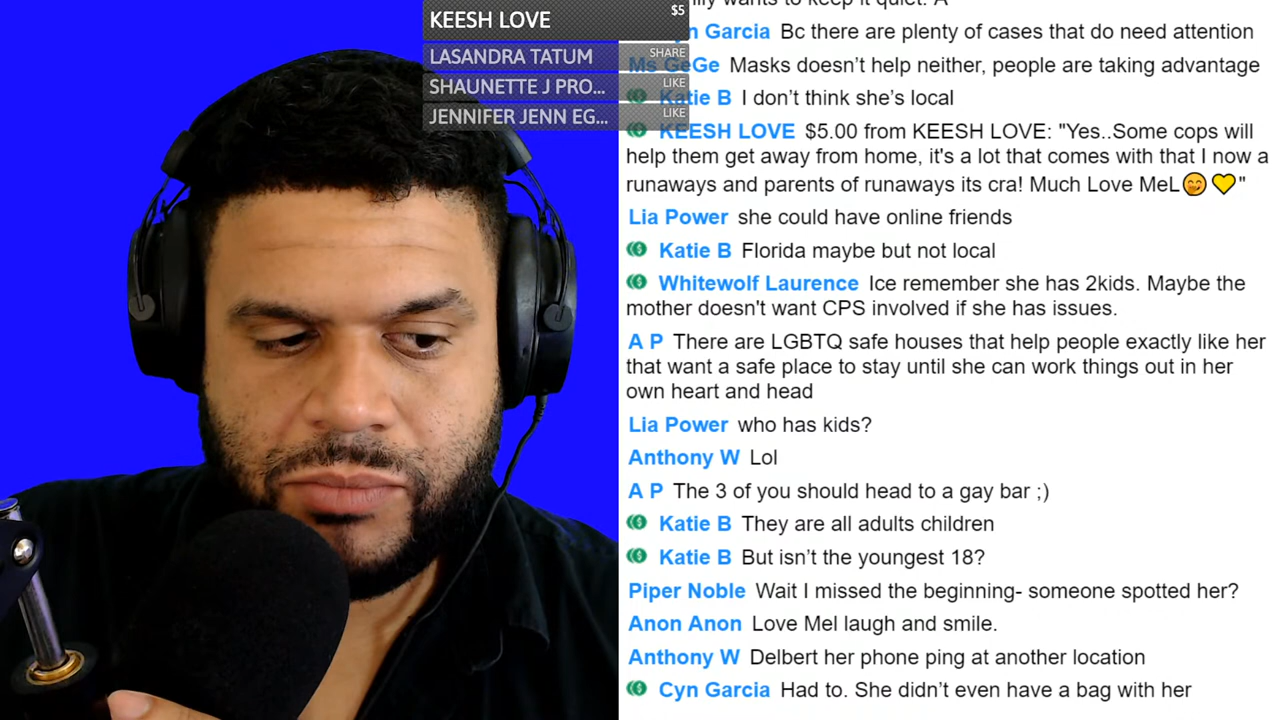 KEESH LOVE $5
LASANDRA TATUM SHARE
SHAUNETTE J PRO... LIKE
JENNIFER JENN EG... LIKE
wants to keep it quiet. A
Garcia Bc there are plenty of cases that do need attention
Ms GeGe Masks doesn’t help neither, people are taking advantage
Katie B I don’t think she’s local
KEESH LOVE $5.00 from KEESH LOVE: "Yes..Some cops will
help them get away from home, it's a lot that comes with that I now a
runaways and parents of runaways its cra! Much Love MeL🤭💛"
Lia Power she could have online friends
Katie B Florida maybe but not local
Whitewolf Laurence Ice remember she has 2kids. Maybe the
mother doesn't want CPS involved if she has issues.
A P There are LGBTQ safe houses that help people exactly like her
that want a safe place to stay until she can work things out in her
own heart and head
Lia Power who has kids?
Anthony W Lol
A P The 3 of you should head to a gay bar ;)
Katie B They are all adults children
Katie B But isn’t the youngest 18?
Piper Noble Wait I missed the beginning- someone spotted her?
Anon Anon Love Mel laugh and smile.
Anthony W Delbert her phone ping at another location
Cyn Garcia Had to. She didn’t even have a bag with her